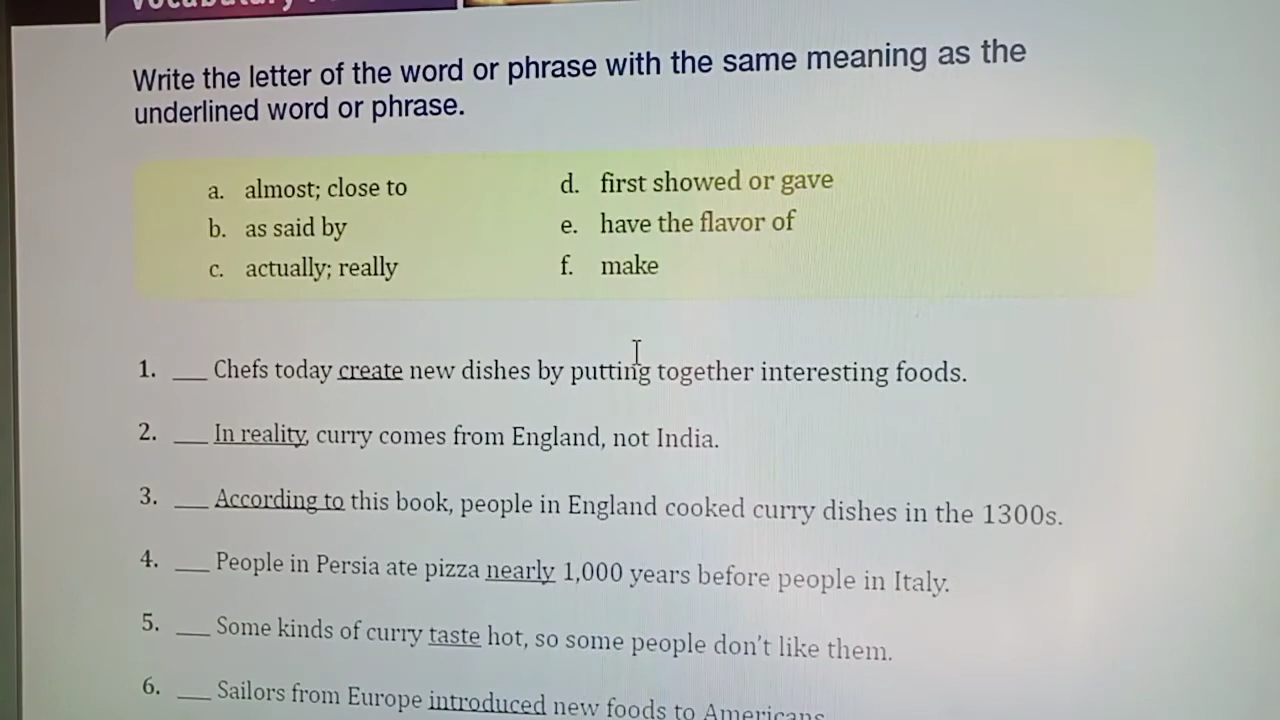 Write the letter of the word or phrase with the same meaning as the
underlined word or phrase.
a. almost; close to
b. as said by
c. actually; really
d. first showed or gave
e. have the flavor of
f. make
1. ___ Chefs today create new dishes by putting together interesting foods.
2. ___ In reality, curry comes from England, not India.
3. ___ According to this book, people in England cooked curry dishes in the 1300s.
4. ___ People in Persia ate pizza nearly 1,000 years before people in Italy.
5. ___ Some kinds of curry taste hot, so some people don't like them.
6. ___ Sailors from Europe introduced new foods to Americans